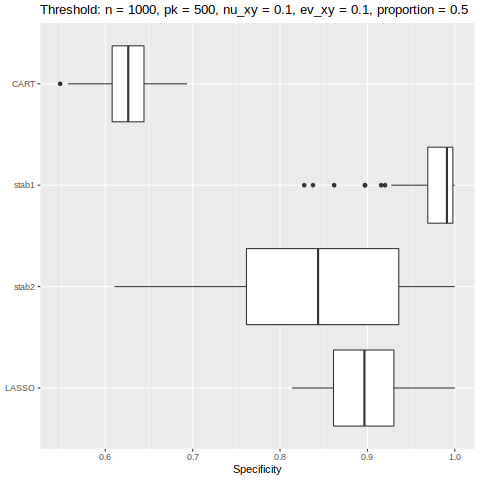 Threshold: n = 1000, pk = 500, nu_xy = 0.1, ev_xy = 0.1, proportion = 0.5
CART
stab1
stab2
LASSO
0.6 0.7 0.8 0.9 1.0
Specificity